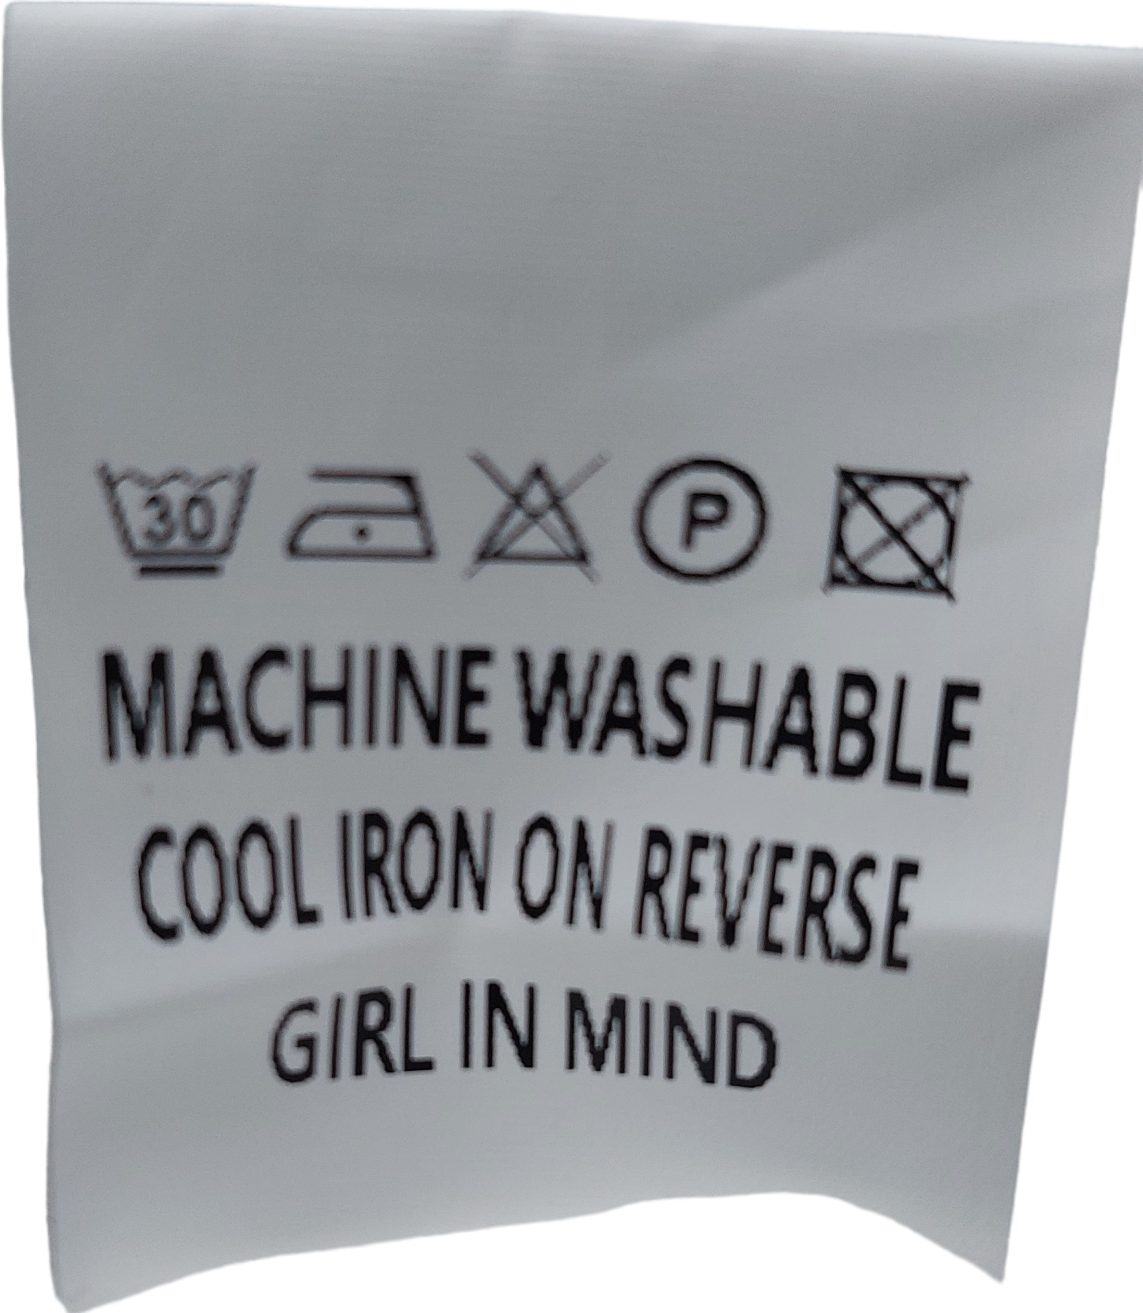 30 P
MACHINE WASHABLE
COOL IRON ON REVERSE
GIRL IN MIND